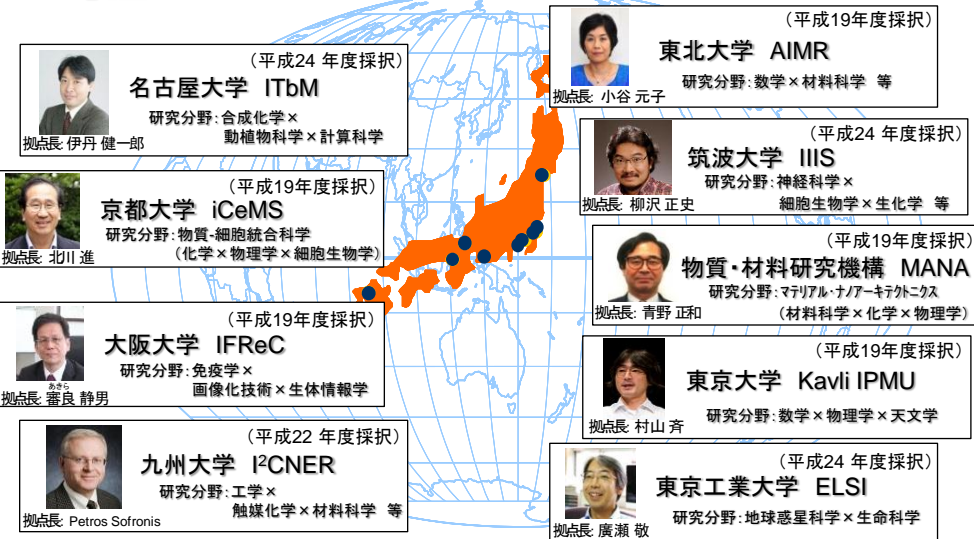 （平成24 年度採択）
名古屋大学 ITbM
研究分野：合成化学×
動植物科学×計算科学
拠点長: 伊丹 健一郎
（平成19年度採択）
京都大学 iCeMS
研究分野：物質-細胞統合科学
（化学×物理学×細胞生物学）
拠点長: 北川 進
（平成19年度採択）
大阪大学 IFReC
研究分野：免疫学×
画像化技術×生体情報学
あきら
拠点長: 審良 静男
（平成22 年度採択）
九州大学 I²CNER
研究分野：工学×
触媒化学×材料科学 等
拠点長: Petros Sofronis
（平成19年度採択）
東北大学 AIMR
研究分野：数学×材料科学 等
拠点長: 小谷 元子
（平成24 年度採択）
筑波大学 IIIS
研究分野：神経科学×
細胞生物学×生化学 等
拠点長: 柳沢 正史
（平成19年度採択）
物質・材料研究機構 MANA
研究分野：マテリアル・ナノアーキテクトニクス
（材料科学×化学×物理学）
拠点長: 青野 正和
（平成19年度採択）
東京大学 Kavli IPMU
研究分野：数学×物理学×天文学
拠点長: 村山 斉
（平成24 年度採択）
東京工業大学 ELSI
研究分野：地球惑星科学×生命科学
拠点長: 廣瀬 敬